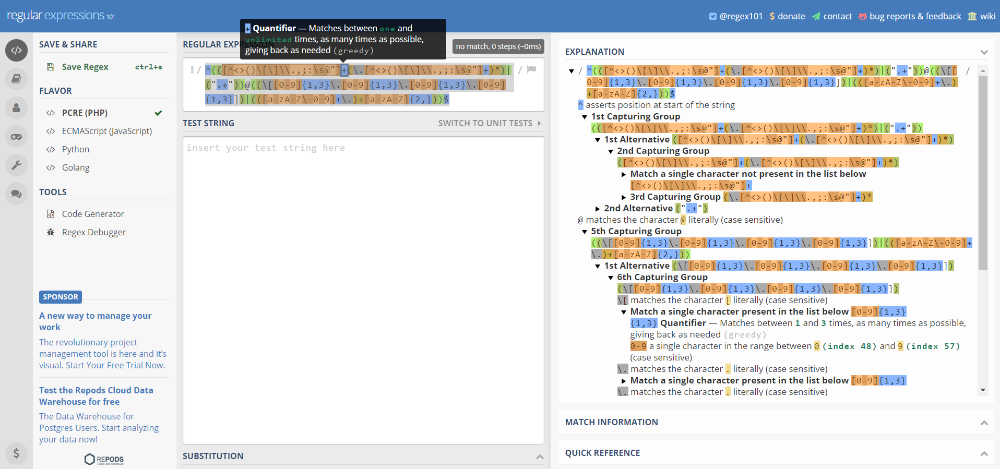 regular expressions 101
@regex101
donate
contact
bug reports & feedback
wiki
SAVE & SHARE
Save Regex ctrl+s
FLAVOR
PCRE (PHP)
ECMAScript (JavaScript)
Python
Golang
TOOLS
Code Generator
Regex Debugger
SPONSOR
A new way to manage your
work
The revolutionary project
management tool is here and it's
visual. Start Your Free Trial Now.
Test the Repods Cloud Data
Warehouse for free
The Data Warehouse for
Postgres Users. Start analyzing
your data now!
REPODS
Cloud Data Warehouse
+ Quantifier — Matches between one and
unlimited times, as many times as possible,
giving back as needed (greedy)
REGULAR EXPRESSION
no match, 0 steps (~0ms)
/ ^(([^<>()\[\]\\.,;:\s@"]+(\.[^<>()\[\]\\.,;:\s@"]+)*)| /
(".+"))@((\[[0-9]{1,3}\.[0-9]{1,3}\.[0-9]{1,3}\.[0-9]
{1,3}])|(([a-zA-Z\-0-9]+\.)+[a-zA-Z]{2,}))$
TEST STRING
SWITCH TO UNIT TESTS
insert your test string here
SUBSTITUTION
EXPLANATION
/ ^(([^<>()\[\]\\.,;:\s@"]+(\.[^<>()\[\]\\.,;:\s@"]+)*)|(".+"))@((\[[ /
0-9]{1,3}\.[0-9]{1,3}\.[0-9]{1,3}\.[0-9]{1,3}])|(([a-zA-Z\-0-9]+\.)
+[a-zA-Z]{2,}))$
^ asserts position at start of the string
1st Capturing Group
(([^<>()\[\]\\.,;:\s@"]+(\.[^<>()\[\]\\.,;:\s@"]+)*)|(".+"))
1st Alternative ([^<>()\[\]\\.,;:\s@"]+(\.[^<>()\[\]\\.,;:\s@"]+)*)
2nd Capturing Group
([^<>()\[\]\\.,;:\s@"]+(\.[^<>()\[\]\\.,;:\s@"]+)*)
Match a single character not present in the list below
[^<>()\[\]\\.,;:\s@"]+
3rd Capturing Group (\.[^<>()\[\]\\.,;:\s@"]+)*
2nd Alternative (".+")
@ matches the character @ literally (case sensitive)
5th Capturing Group
((\[[0-9]{1,3}\.[0-9]{1,3}\.[0-9]{1,3}\.[0-9]{1,3}])|(([a-zA-Z\-0-9]+
\.)+[a-zA-Z]{2,}))
1st Alternative (\[[0-9]{1,3}\.[0-9]{1,3}\.[0-9]{1,3}\.[0-9]{1,3}])
6th Capturing Group
(\[[0-9]{1,3}\.[0-9]{1,3}\.[0-9]{1,3}\.[0-9]{1,3}])
\[ matches the character [ literally (case sensitive)
Match a single character present in the list below [0-9]{1,3}
{1,3} Quantifier — Matches between 1 and 3 times, as many times as possible,
giving back as needed (greedy)
0-9 a single character in the range between 0 (index 48) and 9 (index 57)
(case sensitive)
\. matches the character . literally (case sensitive)
Match a single character present in the list below [0-9]{1,3}
\. matches the character . literally (case sensitive)
MATCH INFORMATION
QUICK REFERENCE